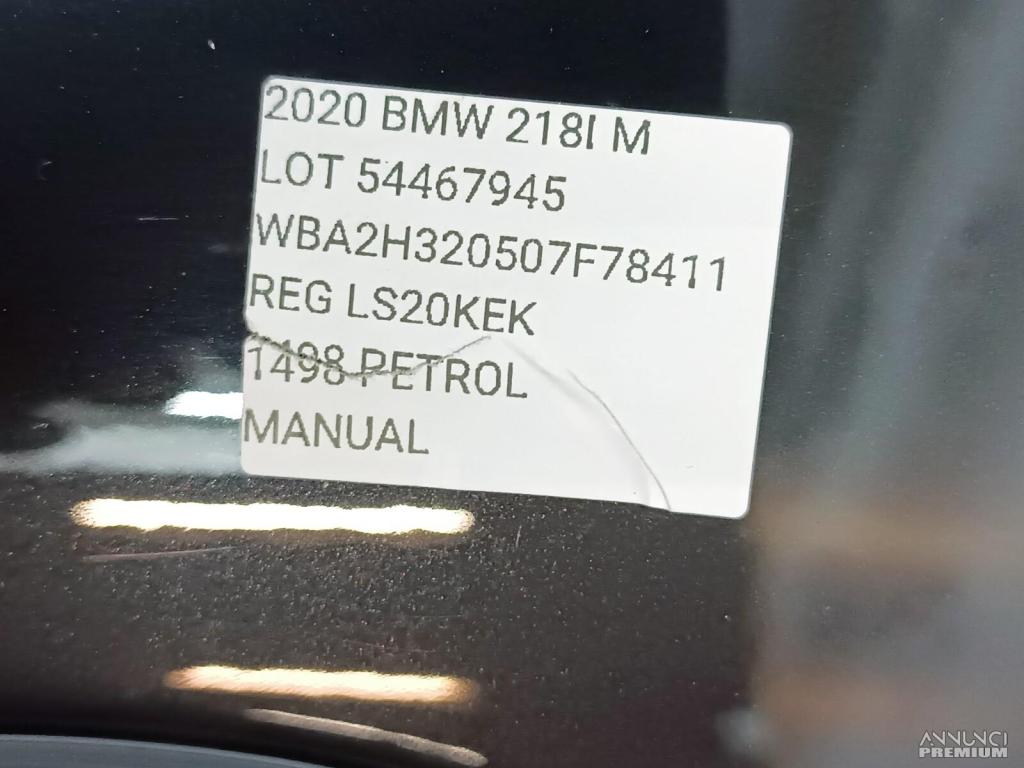 2020 BMW 218I M
LOT 54467945
WBA2H320507F78411
REG LS20KEK
1498 PETROL
MANUAL
ANNUNCI
PREMIUM